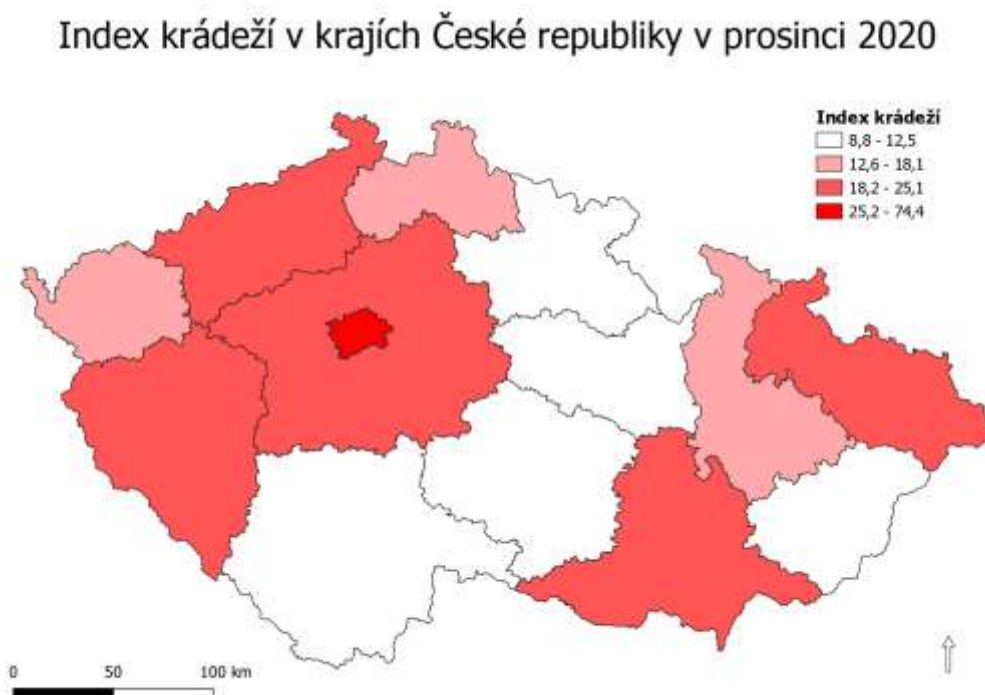 Index krádeží v krajích České republiky v prosinci 2020
Index krádeží
8,8 - 12,5
12,6 - 18,1
18,2 - 25,1
25,2 - 74,4
0 50 100 km